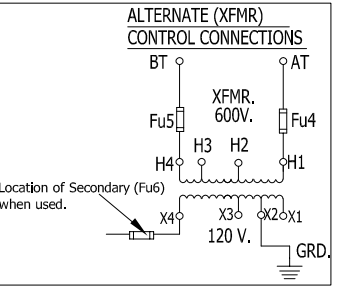 ALTERNATE (XFMR)
CONTROL CONNECTIONS
BT AT
XFMR.
600V.
Fu5 Fu4
H3 H2
H4 H1
Location of Secondary (Fu6)
when used.
X4 X3 X2 X1
120 V.
GRD.